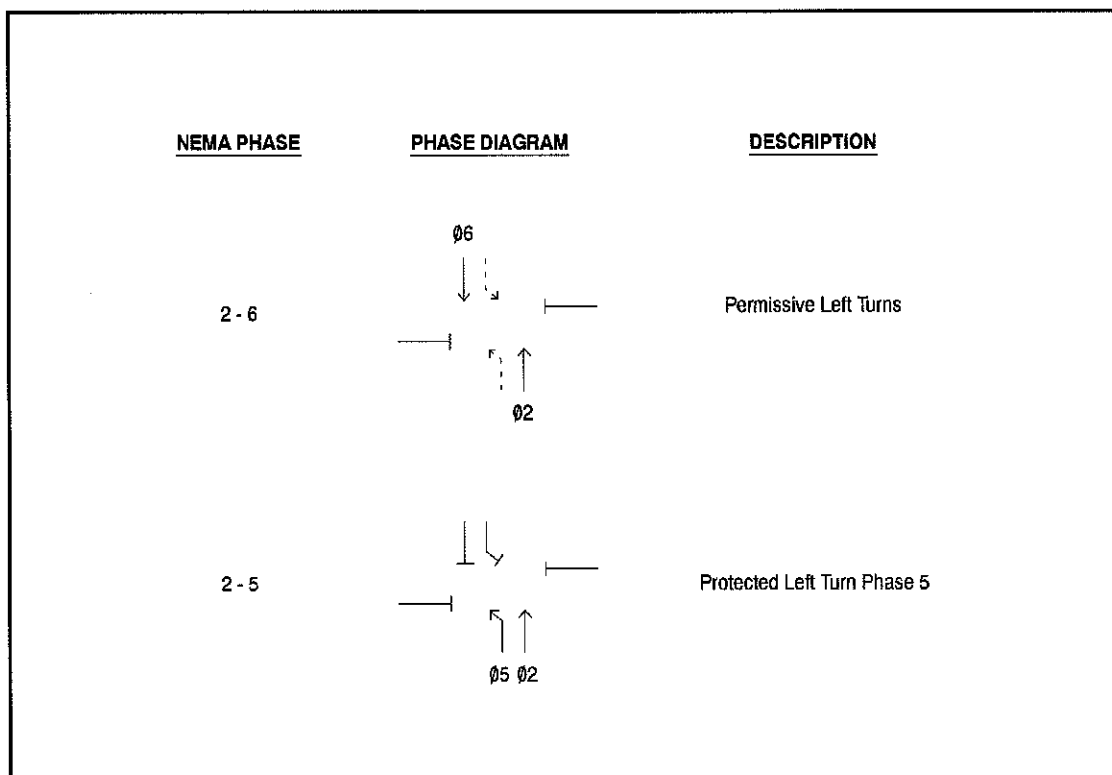 NEMA PHASE PHASE DIAGRAM DESCRIPTION
Ø6
2 - 6 Permissive Left Turns
Ø2
2 - 5 Protected Left Turn Phase 5
Ø5 Ø2